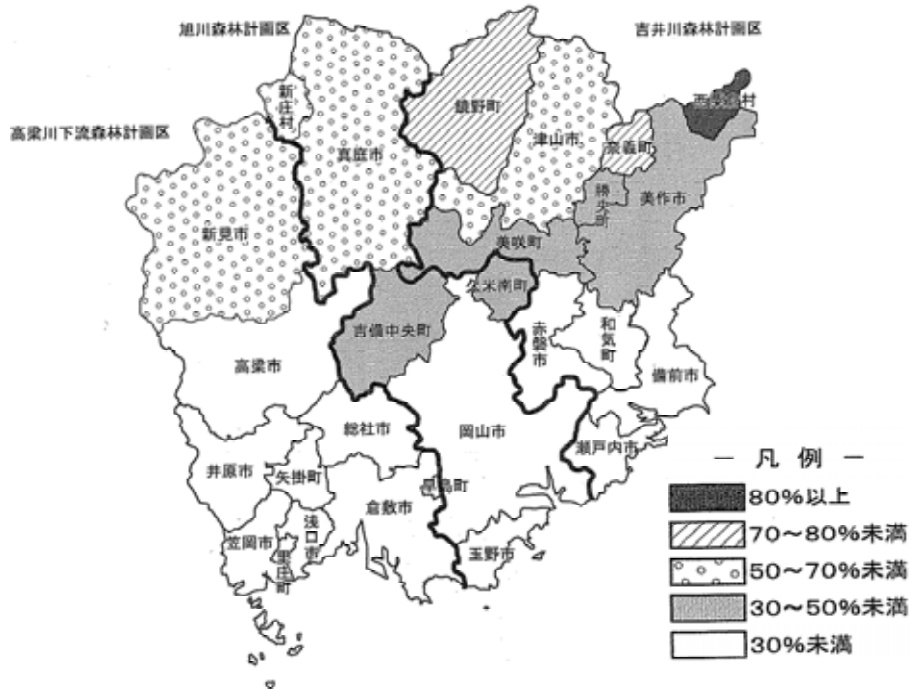 旭川森林計画区
吉井川森林計画区
高梁川下流森林計画区
新庄村
真庭市
鏡野町
津山市
西粟倉村
奈義町
勝央町
美作市
新見市
美咲町
久米南町
吉備中央町
赤磐市
和気町
備前市
高梁市
総社市
岡山市
瀬戸内市
井原市
矢掛町
早島町
倉敷市
浅口市
笠岡市
里庄町
玉野市
― 凡 例 ―
80%以上
70〜80%未満
50〜70%未満
30〜50%未満
30%未満